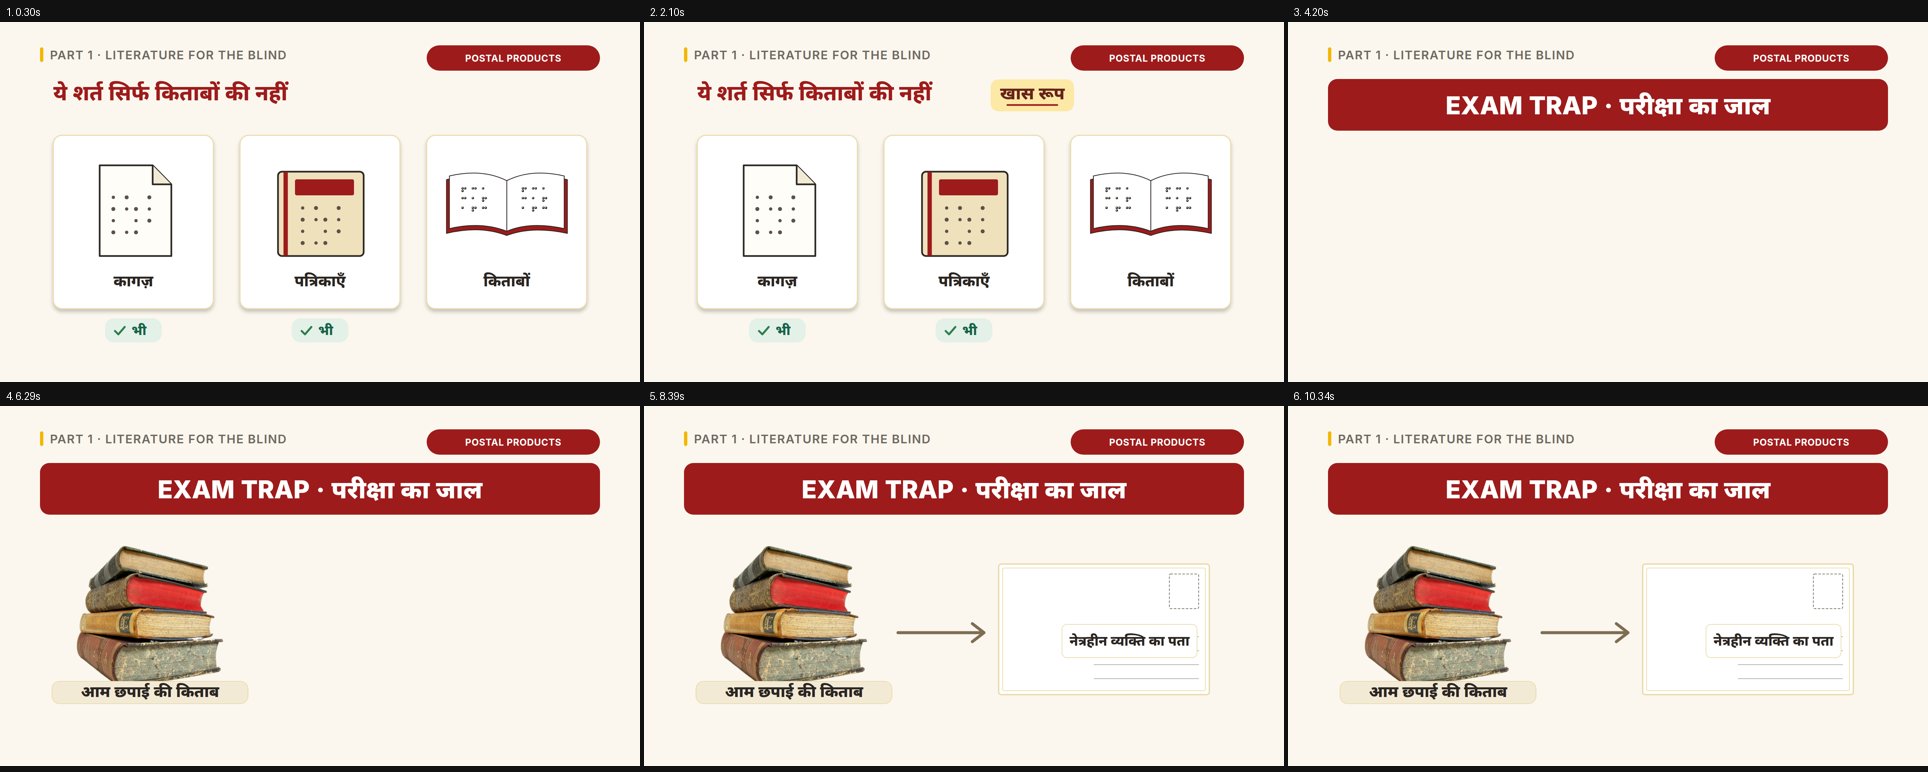 1. 0.30s
PART 1 · LITERATURE FOR THE BLIND
POSTAL PRODUCTS
ये शर्त सिर्फ किताबों की नहीं
कागज़
पत्रिकाएँ
किताबों
भी
भी
2. 2.10s
PART 1 · LITERATURE FOR THE BLIND
POSTAL PRODUCTS
ये शर्त सिर्फ किताबों की नहीं
खास रूप
कागज़
पत्रिकाएँ
किताबों
भी
भी
3. 4.20s
PART 1 · LITERATURE FOR THE BLIND
POSTAL PRODUCTS
EXAM TRAP · परीक्षा का जाल
4. 6.29s
PART 1 · LITERATURE FOR THE BLIND
POSTAL PRODUCTS
EXAM TRAP · परीक्षा का जाल
आम छपाई की किताब
5. 8.39s
PART 1 · LITERATURE FOR THE BLIND
POSTAL PRODUCTS
EXAM TRAP · परीक्षा का जाल
नेत्रहीन व्यक्ति का पता
आम छपाई की किताब
6. 10.34s
PART 1 · LITERATURE FOR THE BLIND
POSTAL PRODUCTS
EXAM TRAP · परीक्षा का जाल
नेत्रहीन व्यक्ति का पता
आम छपाई की किताब